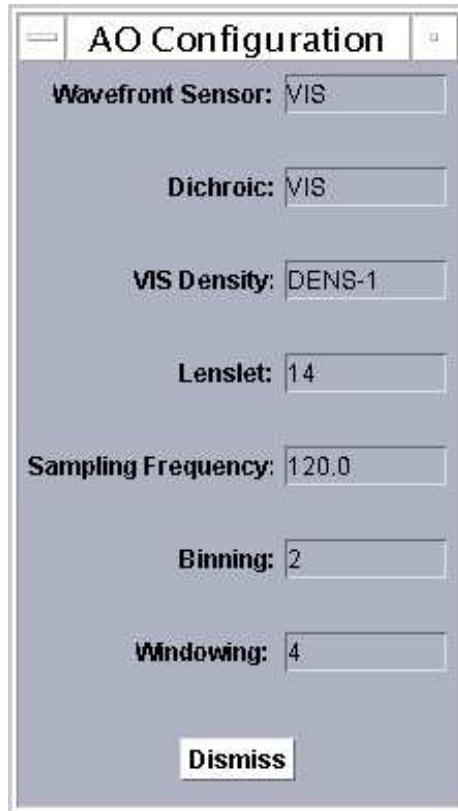 AO Configuration
Wavefront Sensor: VIS
Dichroic: VIS
VIS Density: DENS-1
Lenslet: 14
Sampling Frequency: 120.0
Binning: 2
Windowing: 4
Dismiss